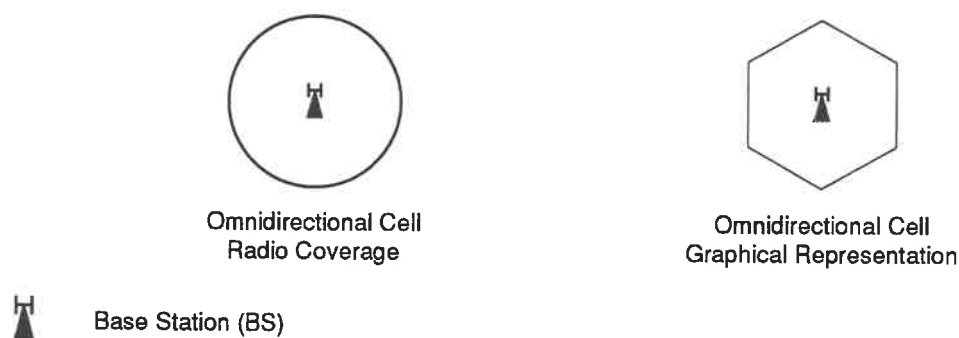 Omnidirectional Cell
Radio Coverage
Omnidirectional Cell
Graphical Representation
Base Station (BS)